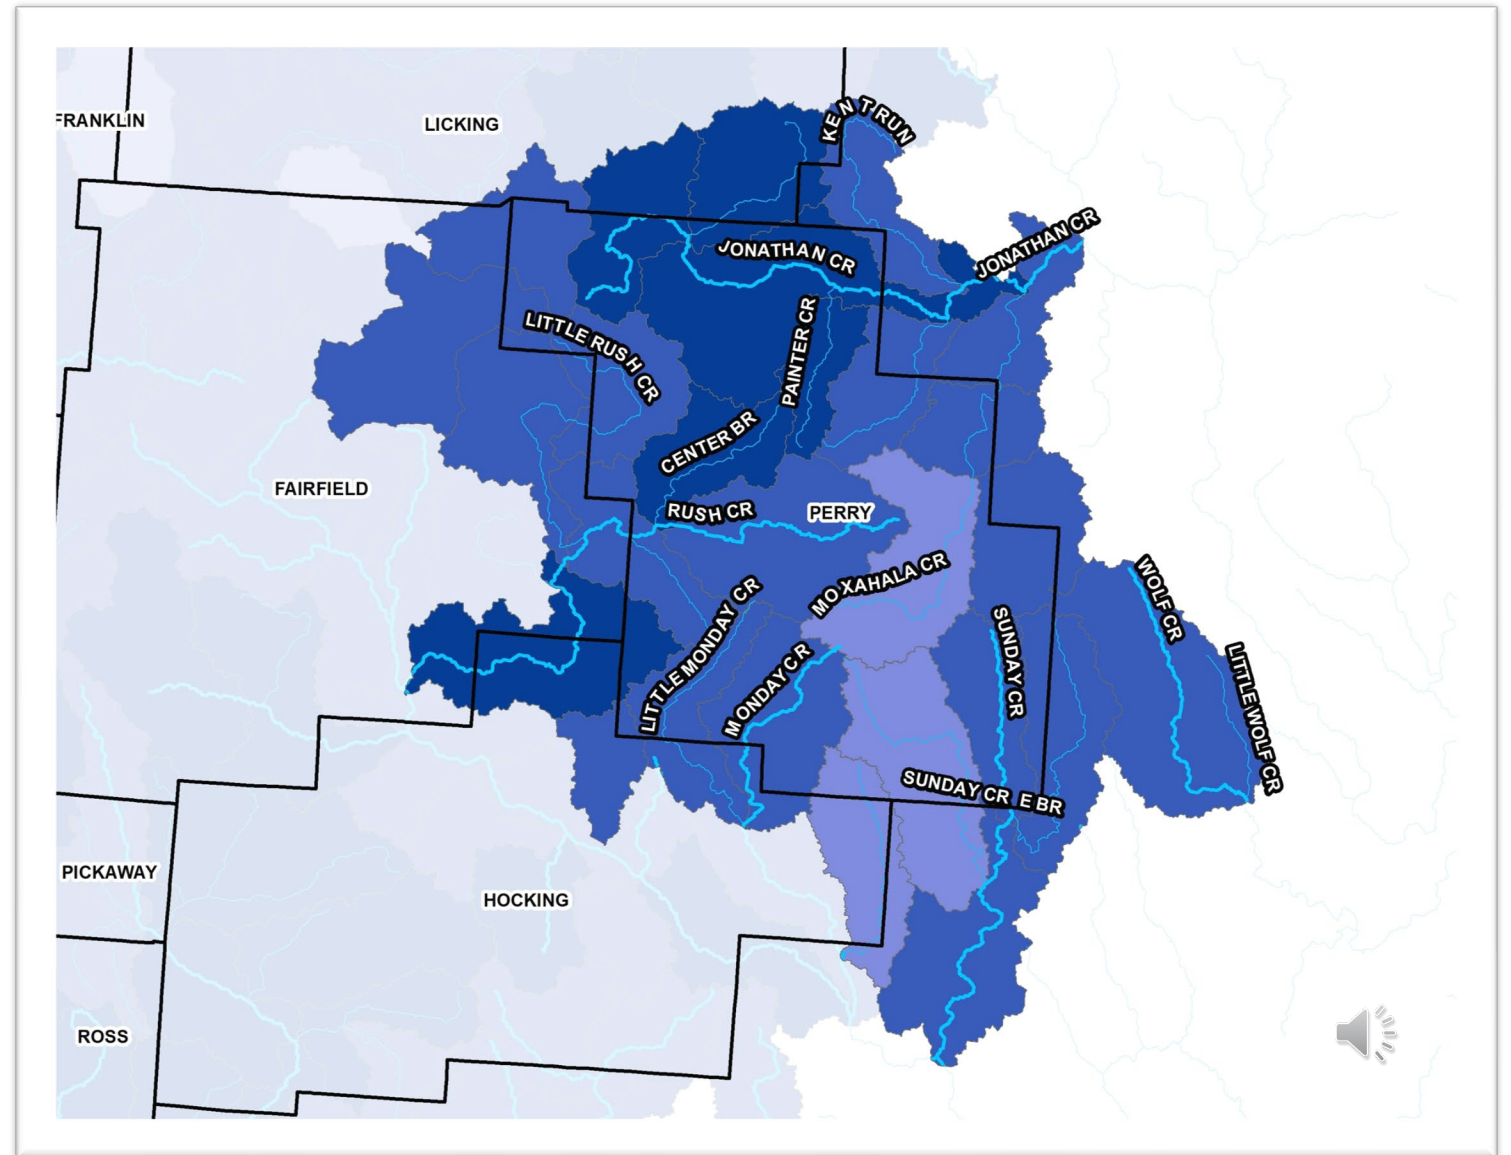 FRANKLIN
LICKING
KENT RUN
JONATHAN CR
JONATHAN CR
LITTLE RUSH CR
PAINTER CR
CENTER BR
FAIRFIELD
RUSH CR
PERRY
MOXAHALA CR
WOLF CR
LITTLE MONDAY CR
MONDAY CR
SUNDAY CR
LITTLE WOLF CR
SUNDAY CR E BR
PICKAWAY
HOCKING
ROSS